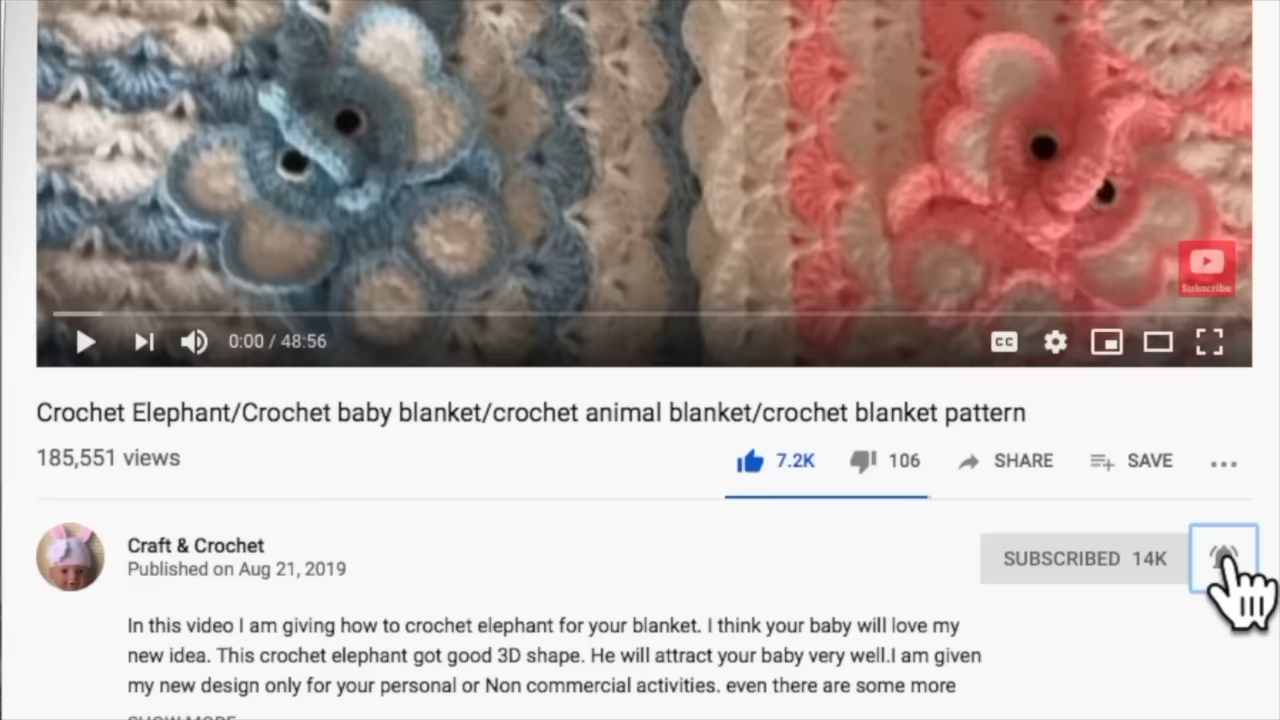 Subscribe
0:00 / 48:56
CC
Crochet Elephant/Crochet baby blanket/crochet animal blanket/crochet blanket pattern
185,551 views
7.2K 106 SHARE SAVE
Craft & Crochet
Published on Aug 21, 2019
SUBSCRIBED 14K
In this video I am giving how to crochet elephant for your blanket. I think your baby will love my
new idea. This crochet elephant got good 3D shape. He will attract your baby very well.I am given
my new design only for your personal or Non commercial activities. even there are some more
SHOW MORE